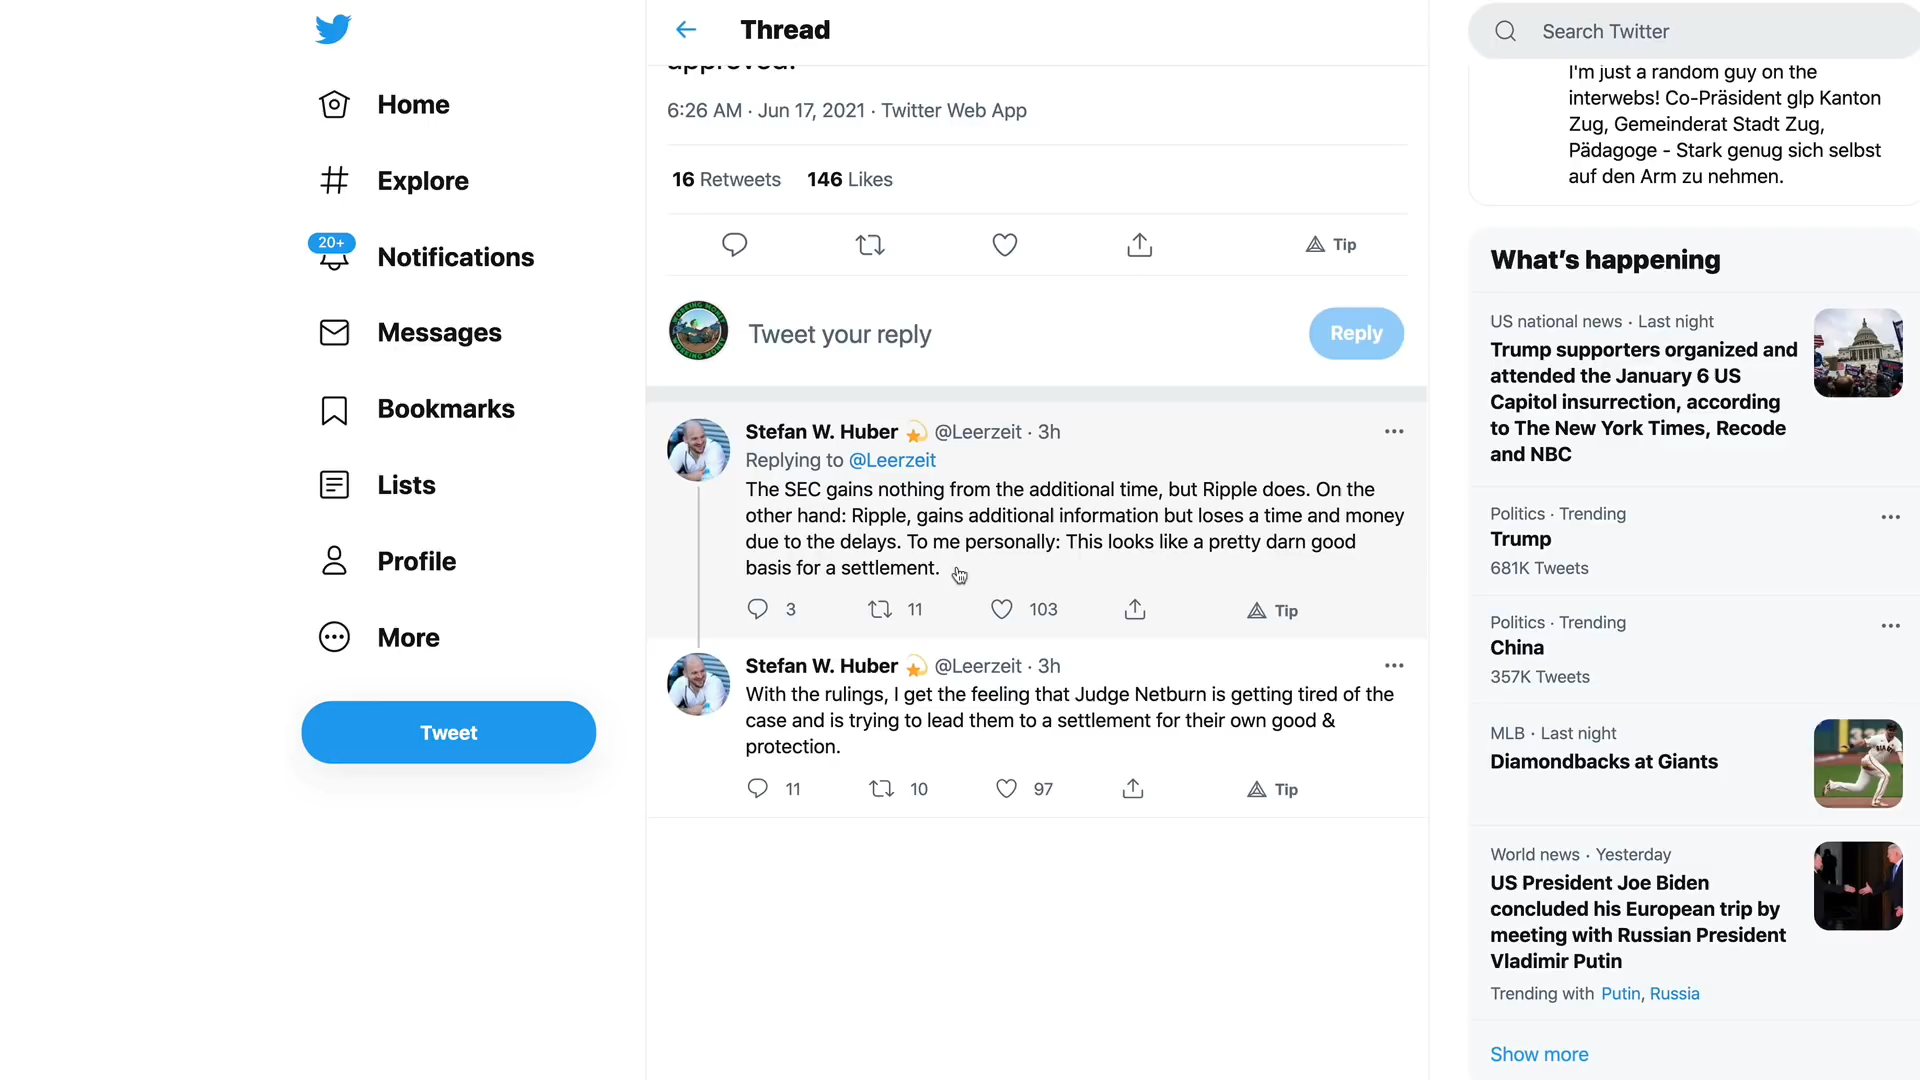 Home
Explore
20+
Notifications
Messages
Bookmarks
Lists
Profile
More
Tweet
Thread
approved.
6:26 AM · Jun 17, 2021 · Twitter Web App
16 Retweets 146 Likes
Tip
Tweet your reply
Reply
Stefan W. Huber @Leerzeit · 3h
Replying to @Leerzeit
The SEC gains nothing from the additional time, but Ripple does. On the
other hand: Ripple, gains additional information but loses a time and money
due to the delays. To me personally: This looks like a pretty darn good
basis for a settlement.
3 11 103 Tip
Stefan W. Huber @Leerzeit · 3h
With the rulings, I get the feeling that Judge Netburn is getting tired of the
case and is trying to lead them to a settlement for their own good &
protection.
11 10 97 Tip
Search Twitter
I'm just a random guy on the
interwebs! Co-Präsident glp Kanton
Zug, Gemeinderat Stadt Zug,
Pädagoge - Stark genug sich selbst
auf den Arm zu nehmen.
What's happening
US national news · Last night
Trump supporters organized and
attended the January 6 US
Capitol insurrection, according
to The New York Times, Recode
and NBC
Politics · Trending
Trump
681K Tweets
Politics · Trending
China
357K Tweets
MLB · Last night
Diamondbacks at Giants
World news · Yesterday
US President Joe Biden
concluded his European trip by
meeting with Russian President
Vladimir Putin
Trending with Putin, Russia
Show more